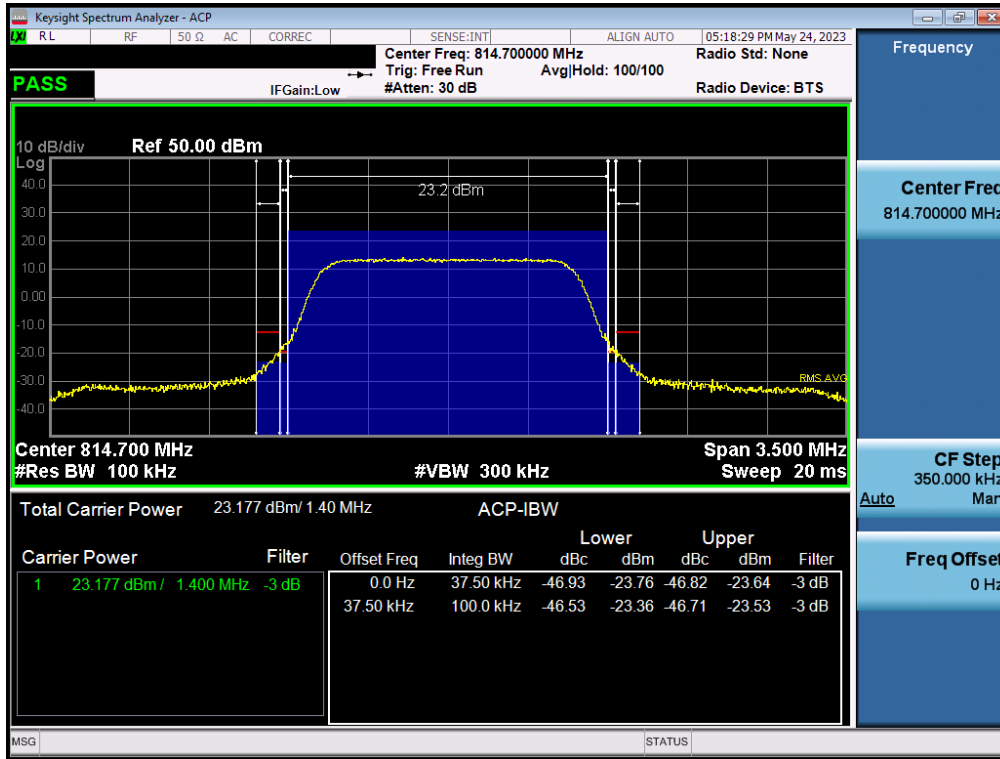 Keysight Spectrum Analyzer - ACP
LXI RL RF 50 Ω AC CORREC SENSE:INT ALIGN AUTO 05:18:29 PM May 24, 2023
Center Freq: 814.700000 MHz Radio Std: None
Trig: Free Run Avg|Hold: 100/100
PASS IFGain:Low #Atten: 30 dB Radio Device: BTS
10 dB/div Ref 50.00 dBm
Log
40.0
30.0
20.0
10.0
0.00
-10.0
-20.0
-30.0
-40.0
23.2 dBm
RMS AVG
Center 814.700 MHz Span 3.500 MHz
#Res BW 100 kHz #VBW 300 kHz Sweep 20 ms
Total Carrier Power 23.177 dBm/ 1.40 MHz ACP-IBW
Lower Upper
Carrier Power Filter Offset Freq Integ BW dBc dBm dBc dBm Filter
1 23.177 dBm / 1.400 MHz -3 dB 0.0 Hz 37.50 kHz -46.93 -23.76 -46.82 -23.64 -3 dB
37.50 kHz 100.0 kHz -46.53 -23.36 -46.71 -23.53 -3 dB
MSG STATUS
Frequency
Center Freq
814.700000 MHz
CF Step
350.000 kHz
Auto Man
Freq Offset
0 Hz